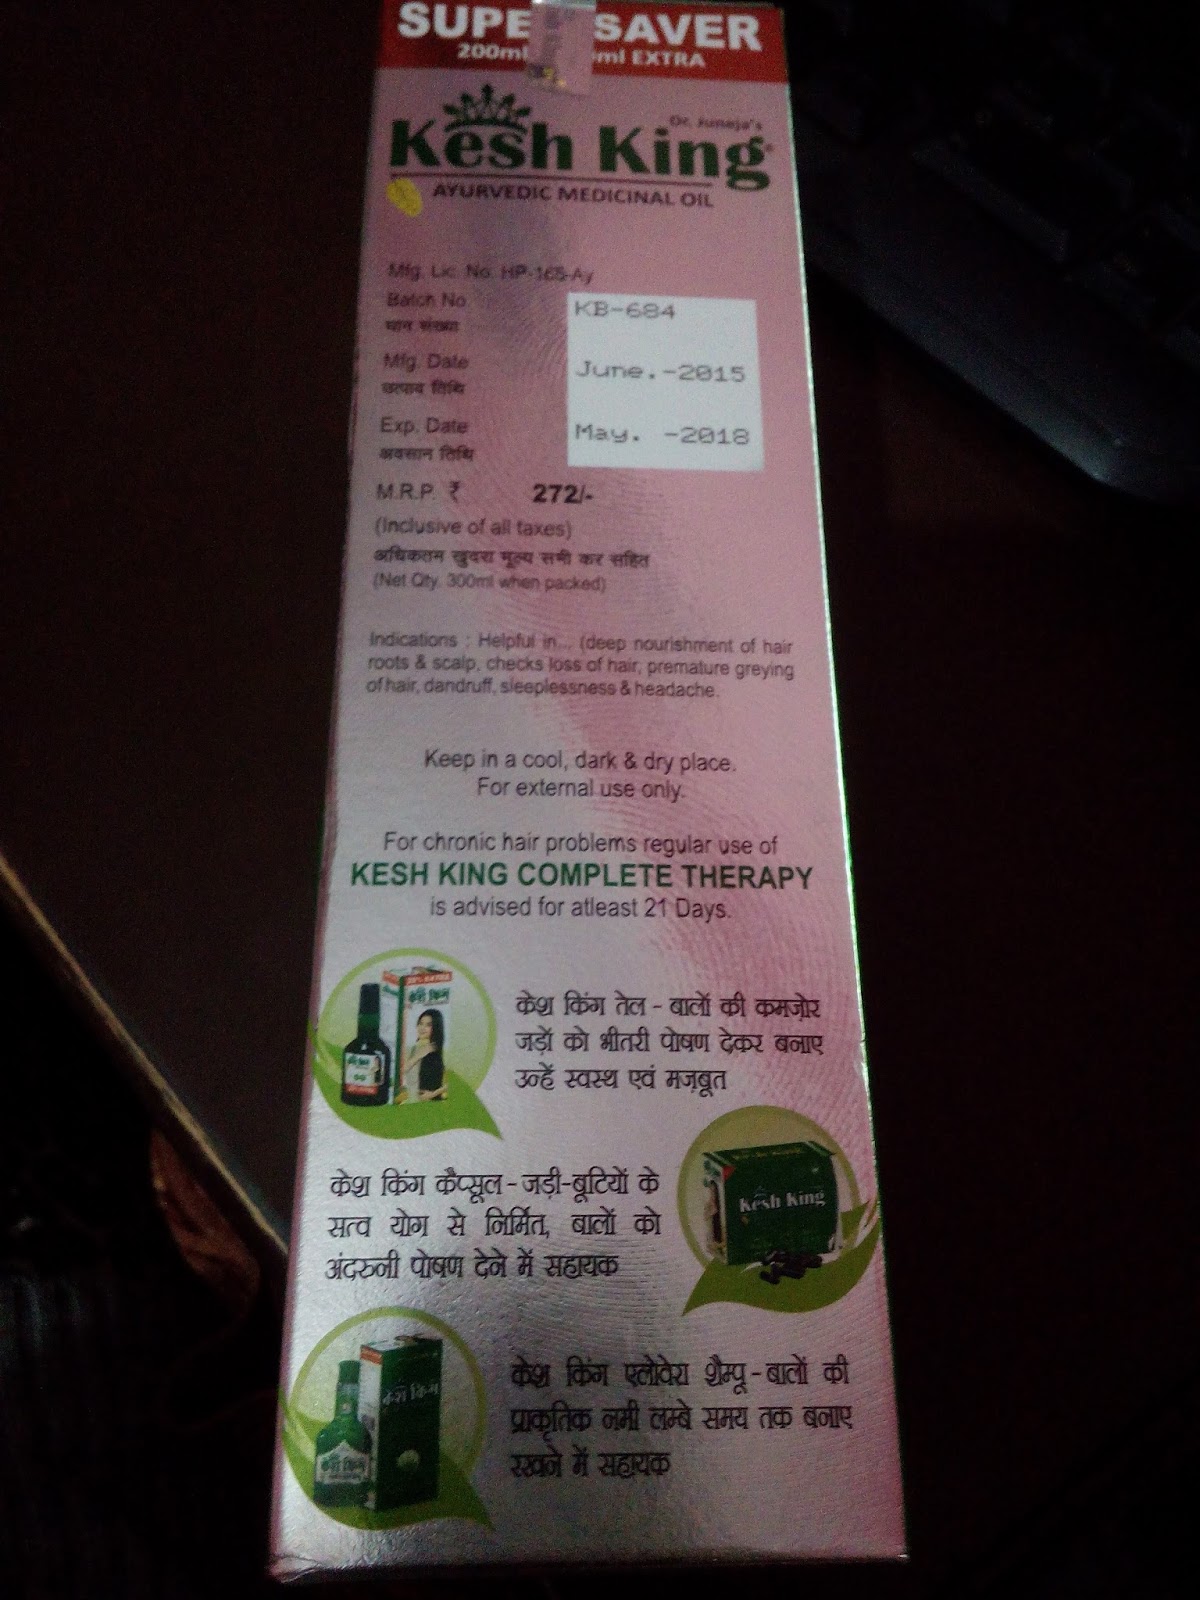 SUPE SAVER
200ml ml EXTRA
Dr. Juneja's
Kesh King®
AYURVEDIC MEDICINAL OIL
Mfg. Lic. No. HP-165-Ay
Batch No. KB-684
घान संख्या
Mfg. Date June.-2015
उत्पाद तिथि
Exp. Date May. -2018
अवसान तिथि
M.R.P. ₹ 272/-
(Inclusive of all taxes)
अधिकतम खुदरा मूल्य सभी कर सहित
(Net Qty. 300ml when packed)
Indications : Helpful in... (deep nourishment of hair
roots & scalp, checks loss of hair, premature greying
of hair, dandruff, sleeplessness & headache.
Keep in a cool, dark & dry place.
For external use only.
For chronic hair problems regular use of
KESH KING COMPLETE THERAPY
is advised for atleast 21 Days.
केश किंग तेल - बालों की कमज़ोर
जड़ों को भीतरी पोषण देकर बनाए
उन्हें स्वस्थ एवं मज़बूत
केश किंग कैप्सूल - जड़ी-बूटियों के
सत्व योग से निर्मित, बालों को
अंदरुनी पोषण देने में सहायक
Kesh King
केश किंग एलोवेरा शैम्पू - बालों की
प्राकृतिक नमी लम्बे समय तक बनाए
रखने में सहायक
केश किंग
केश किंग